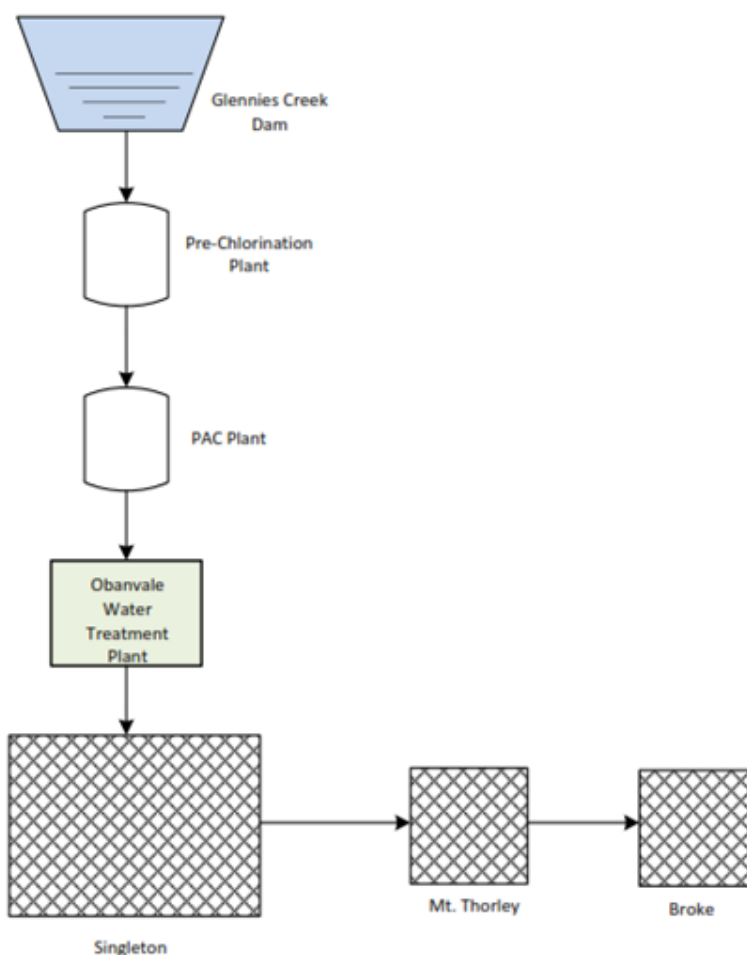 Glennies Creek
Dam
Pre-Chlorination
Plant
PAC Plant
Obanvale
Water
Treatment
Plant
Mt. Thorley
Broke
Singleton